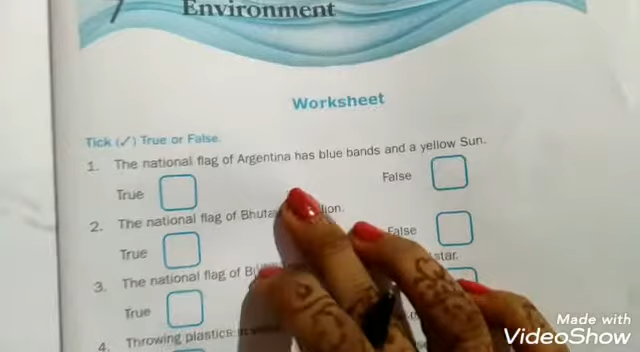 Environment
Worksheet
Tick (✓) True or False.
1. The national flag of Argentina has blue bands and a yellow Sun.
True False
2. The national flag of lion.
True False
3. The national flag of star.
True
4. Throwing plastics
Made with
VideoShow